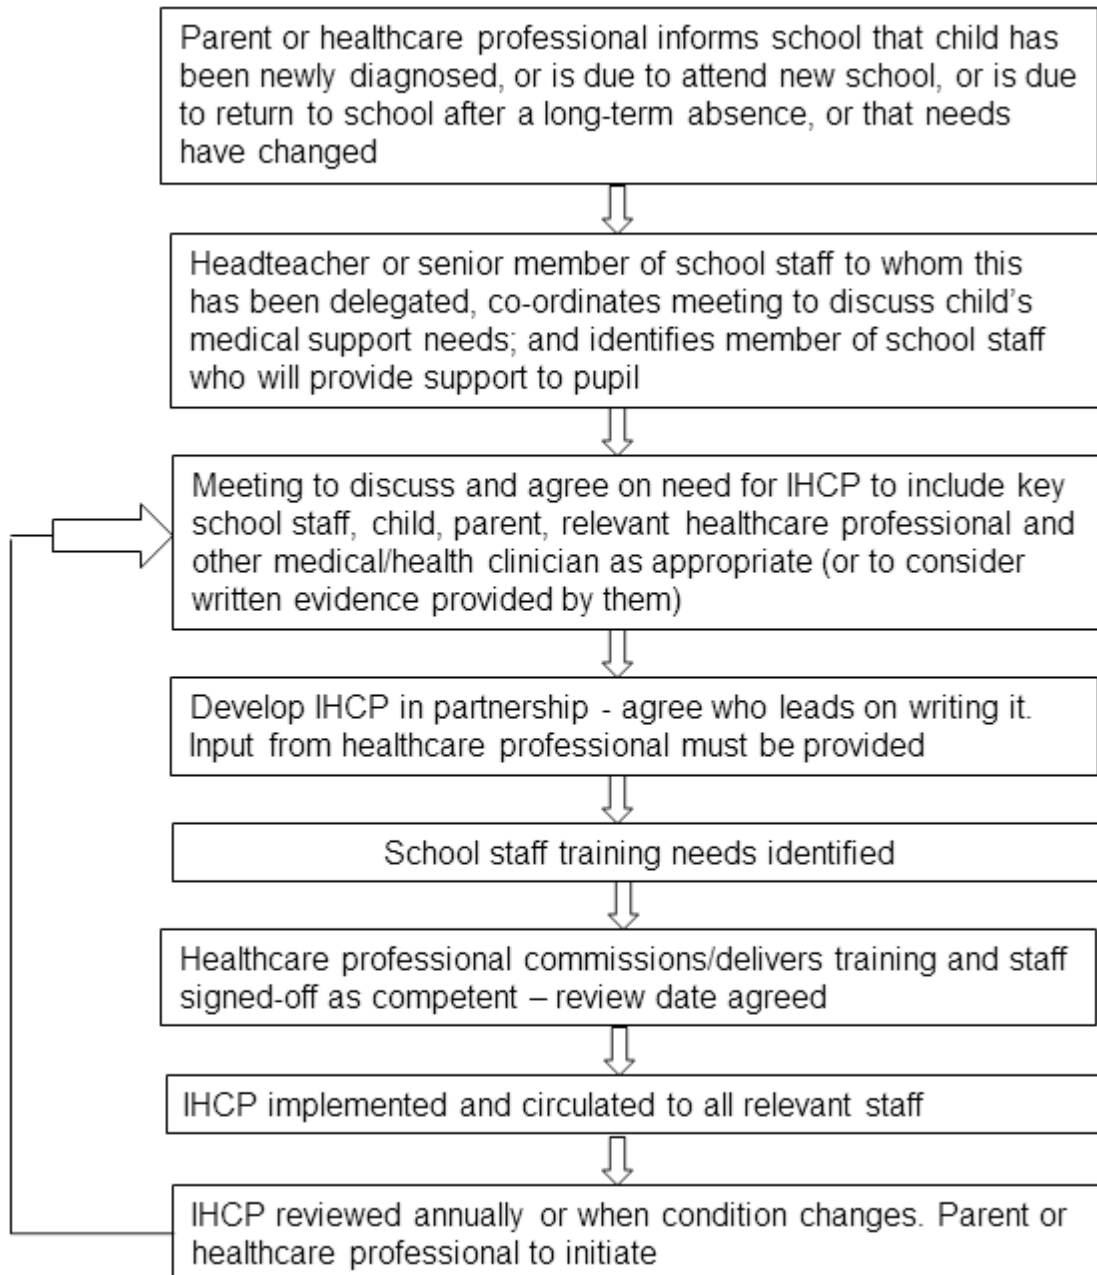 Parent or healthcare professional informs school that child has
been newly diagnosed, or is due to attend new school, or is due
to return to school after a long-term absence, or that needs
have changed
Headteacher or senior member of school staff to whom this
has been delegated, co-ordinates meeting to discuss child's
medical support needs; and identifies member of school staff
who will provide support to pupil
Meeting to discuss and agree on need for IHCP to include key
school staff, child, parent, relevant healthcare professional and
other medical/health clinician as appropriate (or to consider
written evidence provided by them)
Develop IHCP in partnership - agree who leads on writing it.
Input from healthcare professional must be provided
School staff training needs identified
Healthcare professional commissions/delivers training and staff
signed-off as competent – review date agreed
IHCP implemented and circulated to all relevant staff
IHCP reviewed annually or when condition changes. Parent or
healthcare professional to initiate